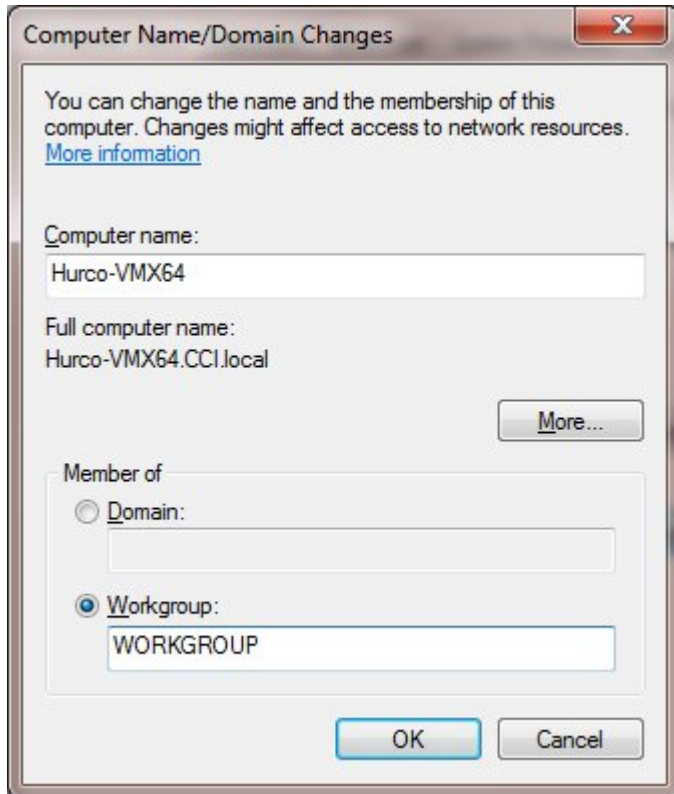 Computer Name/Domain Changes
X
You can change the name and the membership of this
computer. Changes might affect access to network resources.
More information
Computer name:
Hurco-VMX64
Full computer name:
Hurco-VMX64.CCI.local
More...
Member of
Domain:
Workgroup:
WORKGROUP
OK Cancel